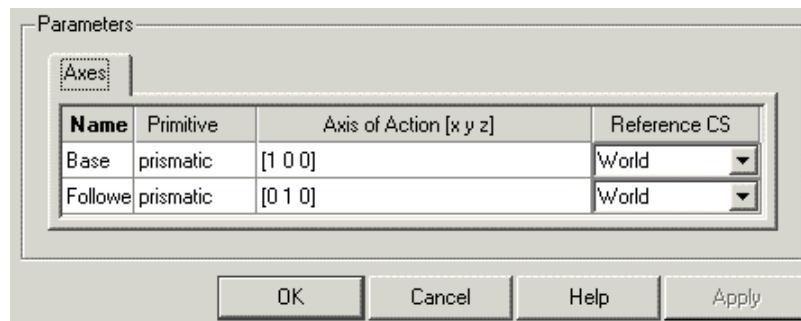 Parameters
Axes
Name Primitive Axis of Action [x y z] Reference CS
Base prismatic [1 0 0] World
Followe prismatic [0 1 0] World
OK Cancel Help Apply